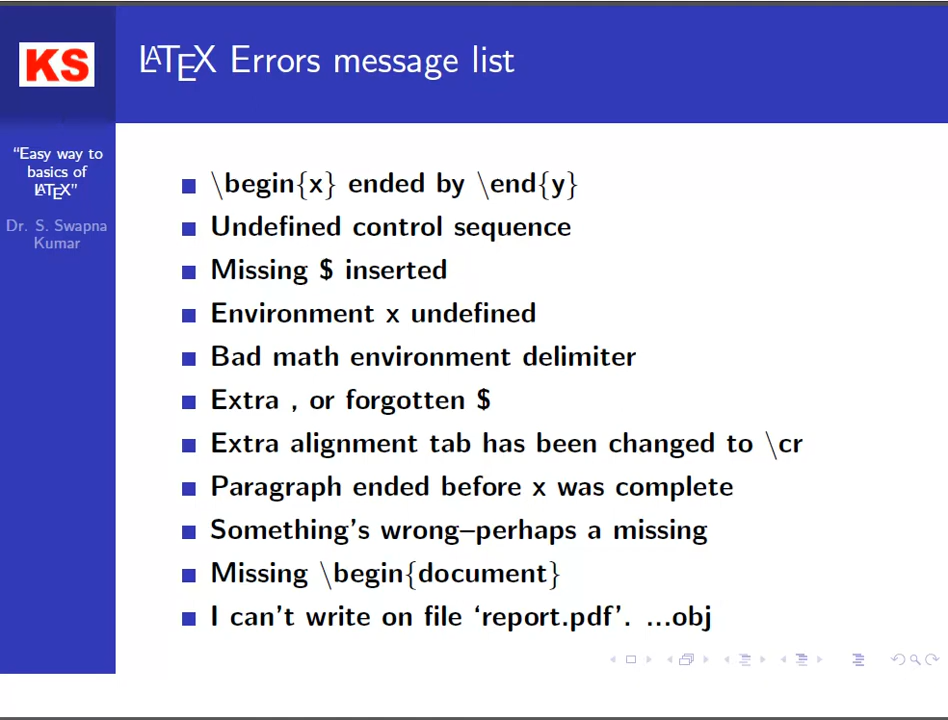 KS
LATEX Errors message list
“Easy way to
basics of
LATEX”
Dr. S. Swapna
Kumar
\begin{x} ended by \end{y}
Undefined control sequence
Missing $ inserted
Environment x undefined
Bad math environment delimiter
Extra , or forgotten $
Extra alignment tab has been changed to \cr
Paragraph ended before x was complete
Something’s wrong–perhaps a missing
Missing \begin{document}
I can’t write on file ‘report.pdf’. ...obj